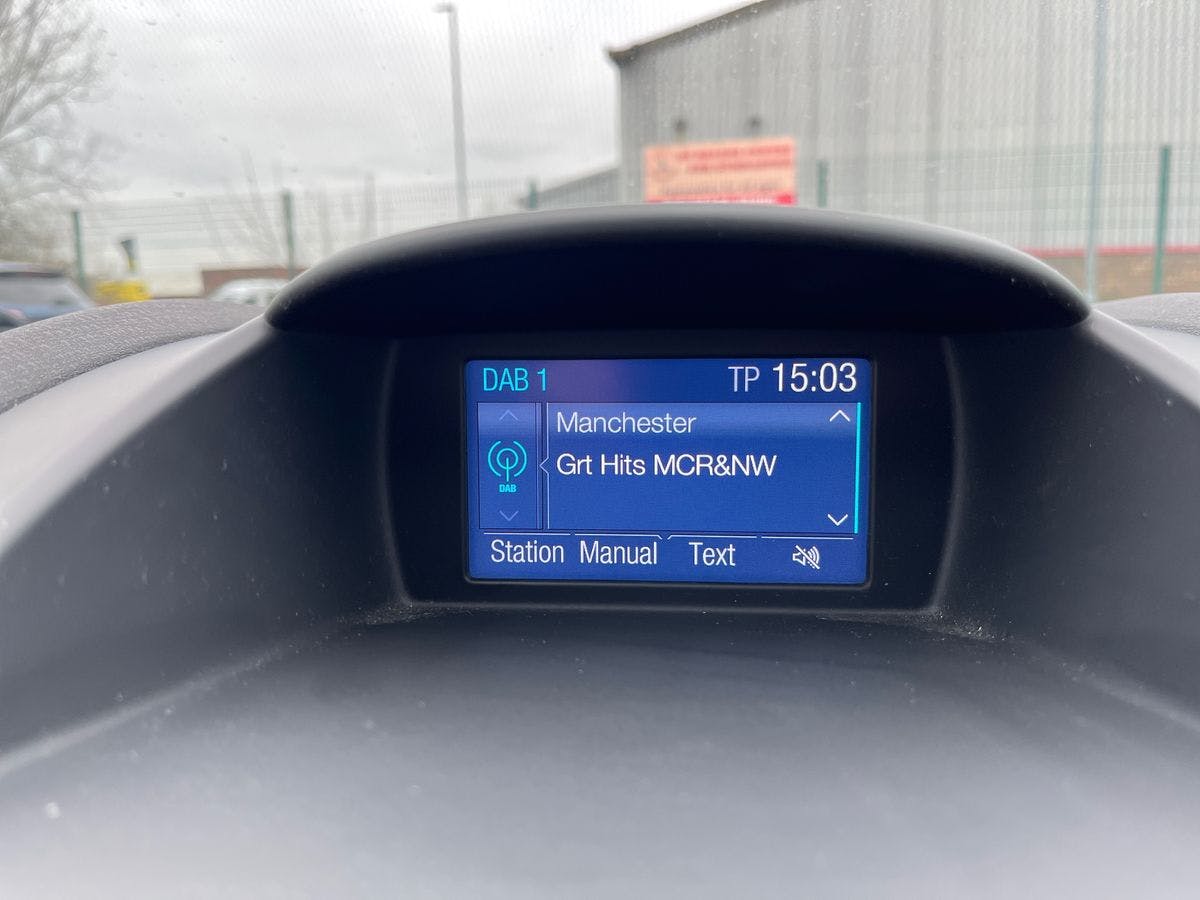 DAB 1 TP 15:03
Manchester
DAB
Grt Hits MCR&NW
Station Manual Text